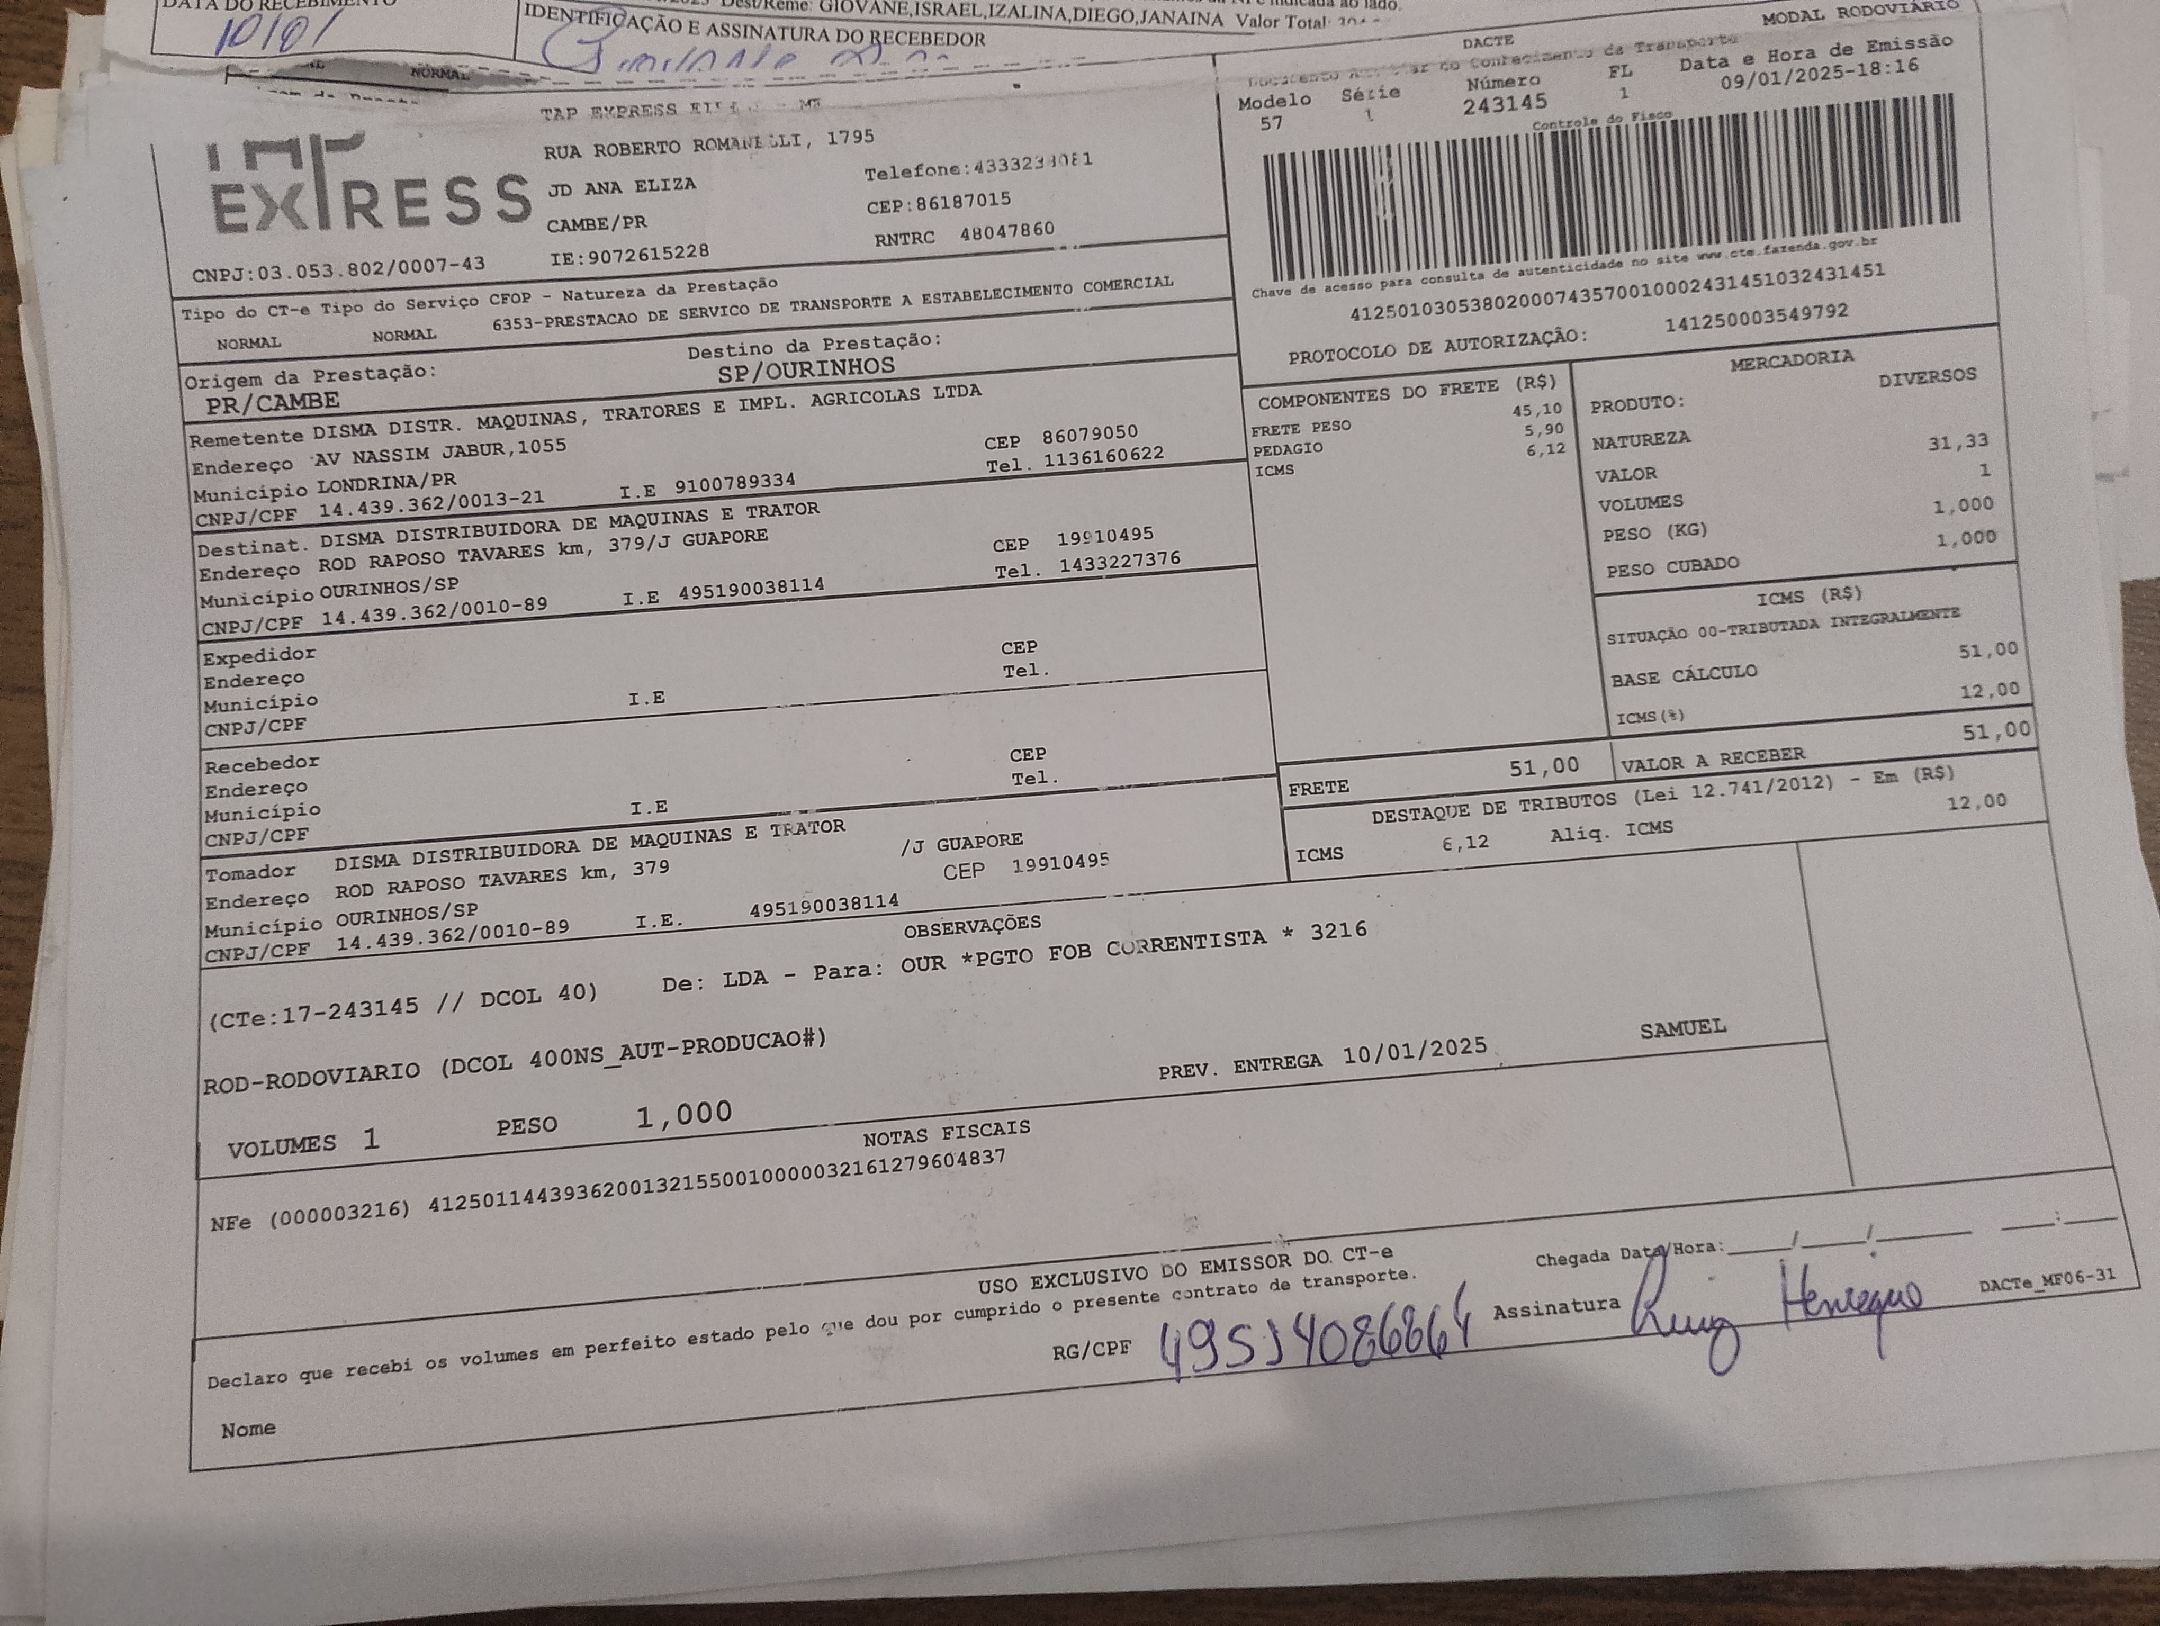 DATA DO RECEBIMENTO
10/01
Dest/Reme: GIOVANE,ISRAEL,IZALINA,DIEGO,JANAINA Valor Total:
IDENTIFICAÇÃO E ASSINATURA DO RECEBEDOR
NORMAL
EXPRESS
TAP EXPRESS
RUA ROBERTO ROMANELLI, 1795
JD ANA ELIZA
Telefone:4333233081
CAMBE/PR
CEP:86187015
CNPJ:03.053.802/0007-43
IE:9072615228
RNTRC 48047860
MODAL RODOVIÁRIO
DACTE
Conhecimento de Transporte
Modelo Série Número FL Data e Hora de Emissão
57 1 243145 1 09/01/2025-18:16
Controle do Fisco
Chave de acesso para consulta de autenticidade no site www.cte.fazenda.gov.br
41250103053802000743570010002431451032431451
PROTOCOLO DE AUTORIZAÇÃO: 141250003549792
Tipo do CT-e Tipo do Serviço CFOP - Natureza da Prestação
NORMAL NORMAL 6353-PRESTACAO DE SERVICO DE TRANSPORTE A ESTABELECIMENTO COMERCIAL
Origem da Prestação: Destino da Prestação:
PR/CAMBE SP/OURINHOS
Remetente DISMA DISTR. MAQUINAS, TRATORES E IMPL. AGRICOLAS LTDA
Endereço AV NASSIM JABUR,1055 CEP 86079050
Município LONDRINA/PR Tel. 1136160622
CNPJ/CPF 14.439.362/0013-21 I.E 9100789334
Destinat. DISMA DISTRIBUIDORA DE MAQUINAS E TRATOR
Endereço ROD RAPOSO TAVARES km, 379/J GUAPORE CEP 19910495
Município OURINHOS/SP Tel. 1433227376
CNPJ/CPF 14.439.362/0010-89 I.E 495190038114
Expedidor
Endereço CEP
Município I.E Tel.
CNPJ/CPF
Recebedor
Endereço CEP
Município I.E Tel.
CNPJ/CPF
Tomador DISMA DISTRIBUIDORA DE MAQUINAS E TRATOR
Endereço ROD RAPOSO TAVARES km, 379 /J GUAPORE
Município OURINHOS/SP CEP 19910495
CNPJ/CPF 14.439.362/0010-89 I.E. 495190038114
COMPONENTES DO FRETE (R$)
FRETE PESO 45,10
PEDAGIO 5,90
ICMS 6,12
MERCADORIA
PRODUTO: DIVERSOS
NATUREZA
VALOR 31,33
VOLUMES 1
PESO (KG) 1,000
PESO CUBADO 1,000
ICMS (R$)
SITUAÇÃO 00-TRIBUTADA INTEGRALMENTE
BASE CÁLCULO 51,00
ICMS(%) 12,00
FRETE 51,00 VALOR A RECEBER 51,00
DESTAQUE DE TRIBUTOS (Lei 12.741/2012) - Em (R$)
ICMS 6,12 Aliq. ICMS 12,00
OBSERVAÇÕES
(CTe:17-243145 // DCOL 40) De: LDA - Para: OUR *PGTO FOB CORRENTISTA * 3216
ROD-RODOVIARIO (DCOL 400NS_AUT-PRODUCAO#)
PREV. ENTREGA 10/01/2025 SAMUEL
VOLUMES 1 PESO 1,000
NOTAS FISCAIS
NFe (000003216) 41250114439362001321550010000032161279604837
USO EXCLUSIVO DO EMISSOR DO CT-e
Declaro que recebi os volumes em perfeito estado pelo que dou por cumprido o presente contrato de transporte.
Chegada Data/Hora:____/____/______ ___:___
Nome RG/CPF 49514086864 Assinatura Luiz Henrique
DACTe_MF06-31